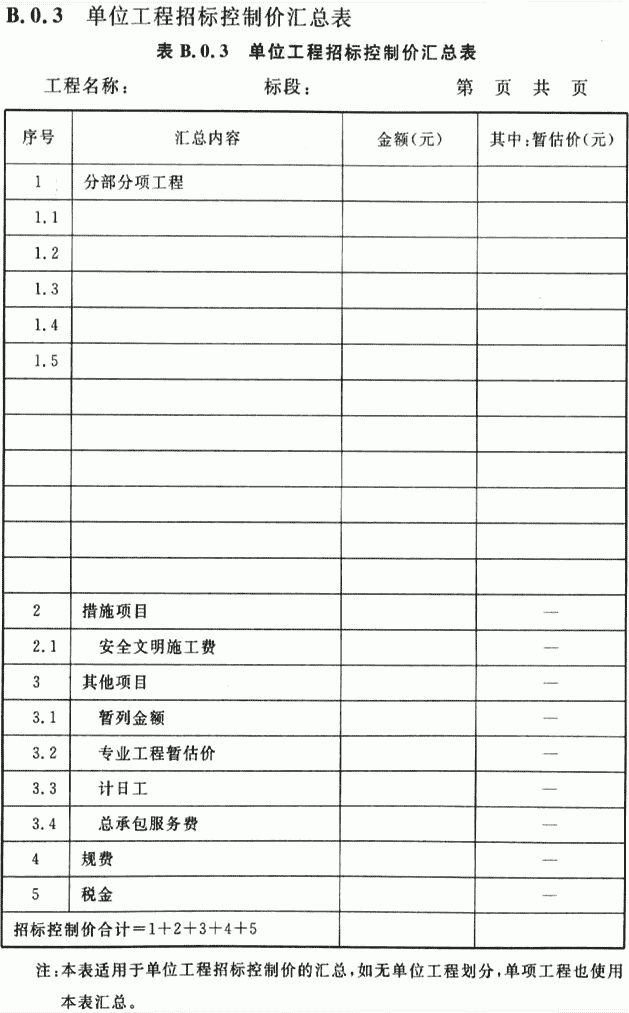 B.0.3 单位工程招标控制价汇总表
表 B.0.3 单位工程招标控制价汇总表
工程名称： 标段： 第 页 共 页
序号 汇总内容 金额(元) 其中：暂估价(元)
1 分部分项工程
1.1
1.2
1.3
1.4
1.5
2 措施项目 —
2.1 安全文明施工费 —
3 其他项目 —
3.1 暂列金额 —
3.2 专业工程暂估价 —
3.3 计日工 —
3.4 总承包服务费 —
4 规费 —
5 税金 —
招标控制价合计=1+2+3+4+5
注：本表适用于单位工程招标控制价的汇总，如无单位工程划分，单项工程也使用
本表汇总。